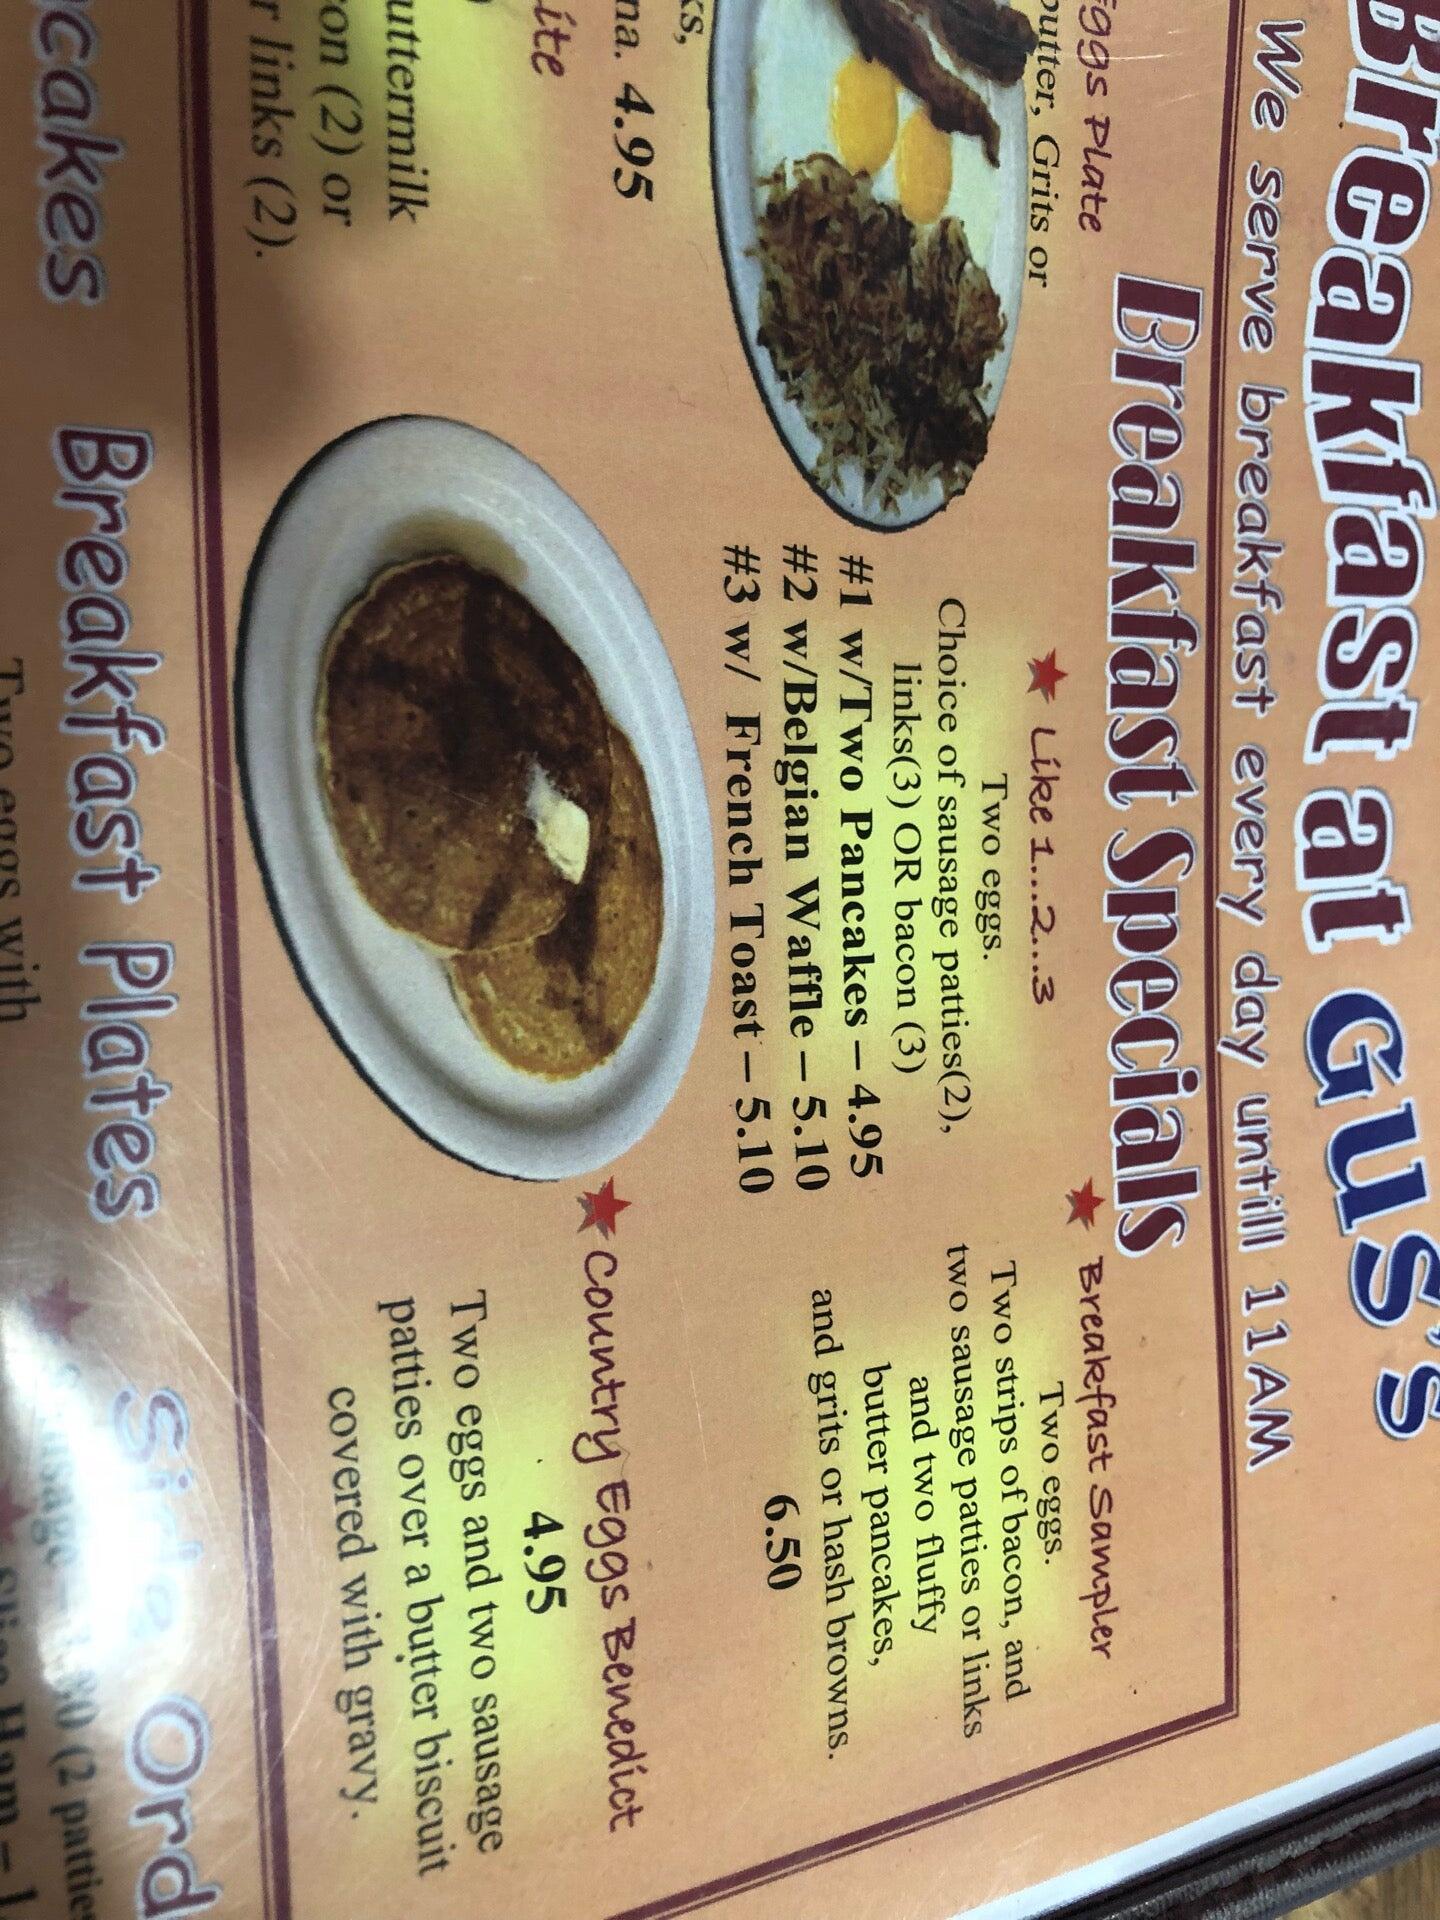 Breakfast at GUS's
We serve breakfast every day untill 11AM
Breakfast Specials
Eggs Plate
Grits or
4.95
(2) or
links (2).
Like 1...2...3
Two eggs.
Choice of sausage patties(2),
links(3) OR bacon (3)
#1 w/Two Pancakes – 4.95
#2 w/Belgian Waffle – 5.10
#3 w/ French Toast – 5.10
Breakfast Sampler
Two eggs.
Two strips of bacon, and
two sausage patties or links
and two fluffy
butter pancakes,
and grits or hash browns.
6.50
Country Eggs Benedict
4.95
Two eggs and two sausage
patties over a butter biscuit
covered with gravy.
Breakfast Plates
Two eggs with
Side
(2
Ham –